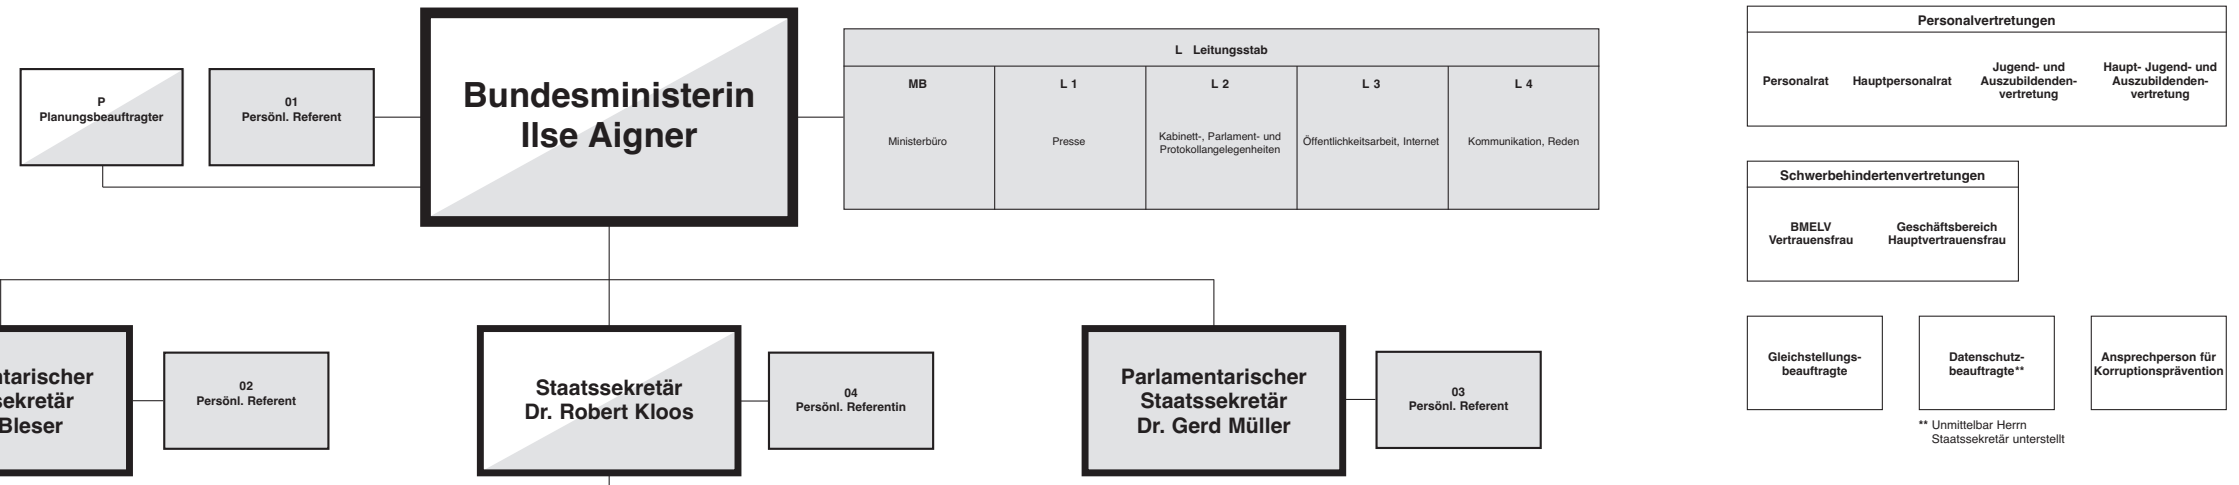 P
Planungsbeauftragter
01
Persönl. Referent
Bundesministerin
Ilse Aigner
L Leitungsstab
MB
Ministerbüro
L 1
Presse
L 2
Kabinett-, Parlament- und
Protokollangelegenheiten
L 3
Öffentlichkeitsarbeit, Internet
L 4
Kommunikation, Reden
Personalvertretungen
Personalrat
Hauptpersonalrat
Jugend- und
Auszubildenden-
vertretung
Haupt- Jugend- und
Auszubildenden-
vertretung
Schwerbehindertenvertretungen
BMELV
Vertrauensfrau
Geschäftsbereich
Hauptvertrauensfrau
Gleichstellungs-
beauftragte
Datenschutz-
beauftragte**
Ansprechperson für
Korruptionsprävention
** Unmittelbar Herrn
Staatssekretär unterstellt
ntarischer
sekretär
Bleser
02
Persönl. Referent
Staatssekretär
Dr. Robert Kloos
04
Persönl. Referentin
Parlamentarischer
Staatssekretär
Dr. Gerd Müller
03
Persönl. Referent